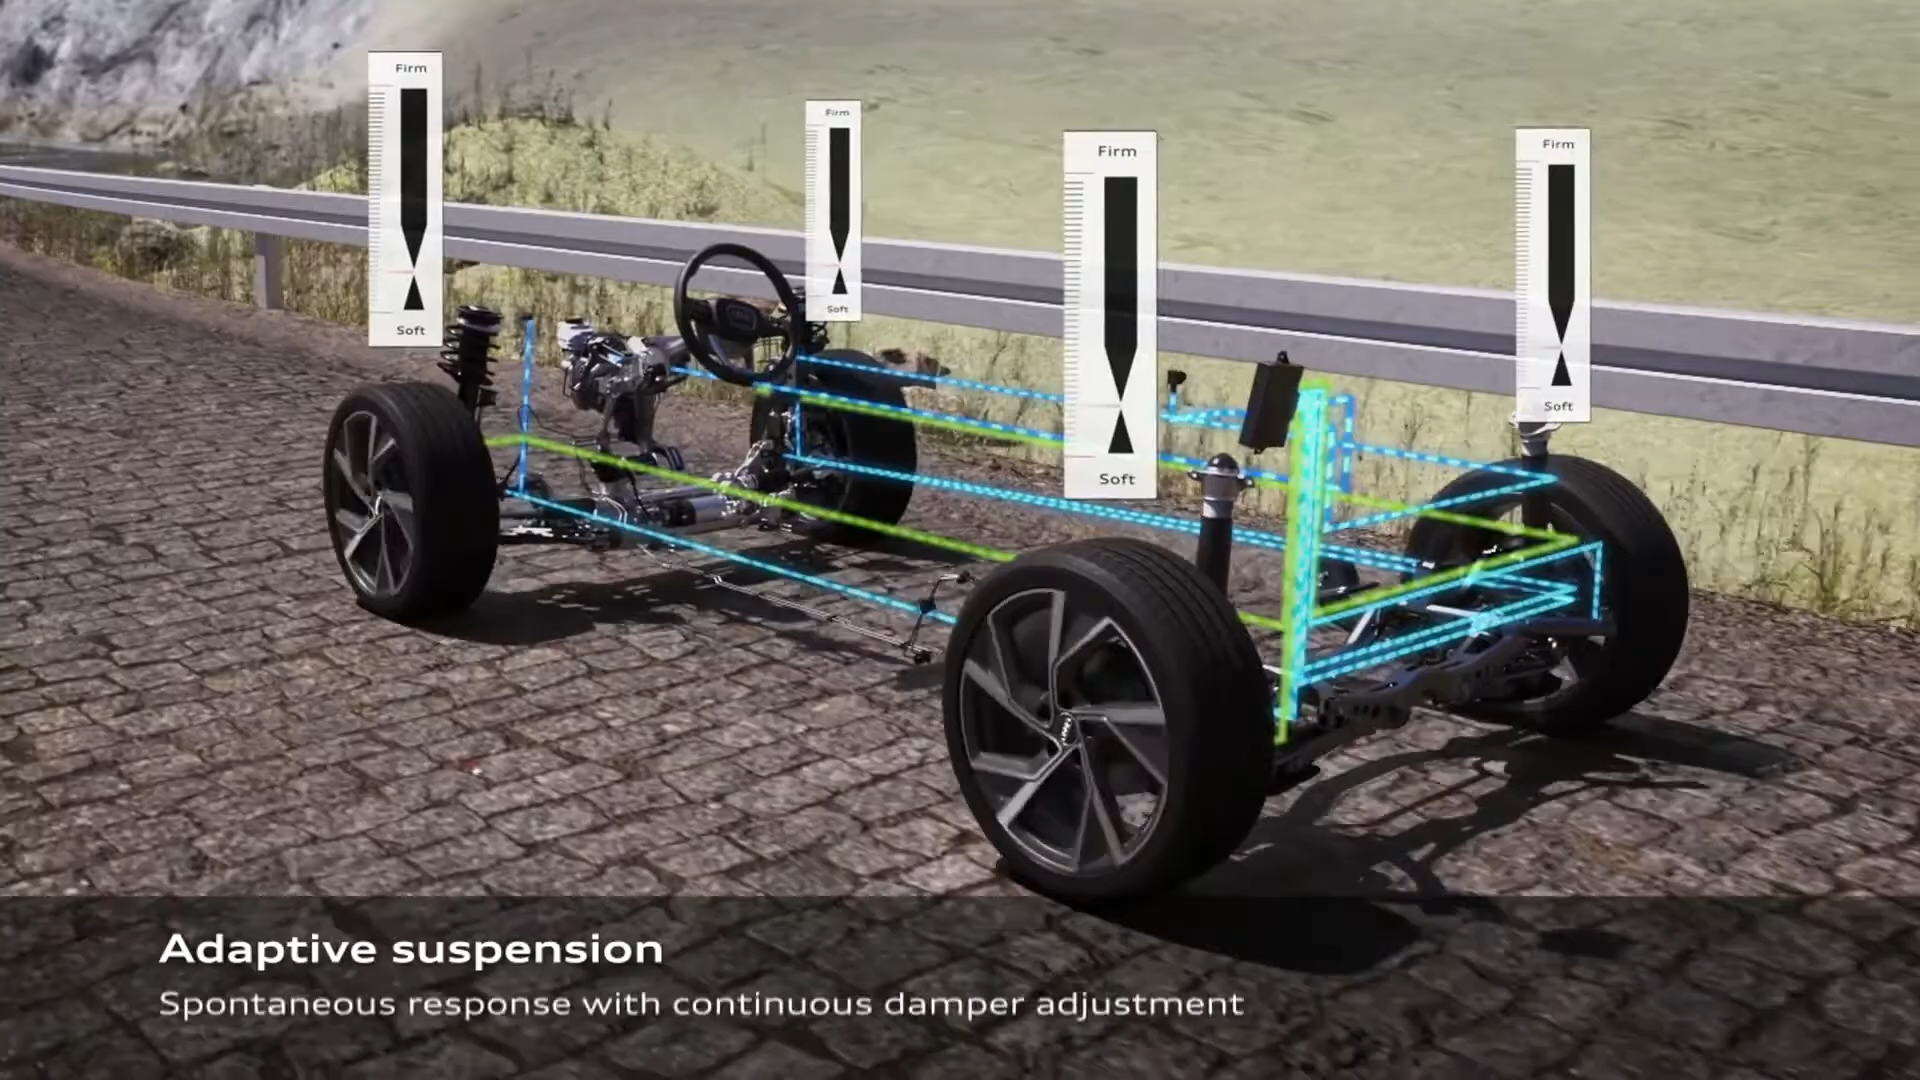 Firm
Soft
Firm
Soft
Firm
Soft
Firm
Soft
Adaptive suspension
Spontaneous response with continuous damper adjustment